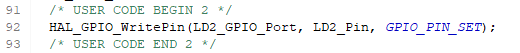 91 /* USER CODE BEGIN 2 */
92 HAL_GPIO_WritePin(LD2_GPIO_Port, LD2_Pin, GPIO_PIN_SET);
93 /* USER CODE END 2 */